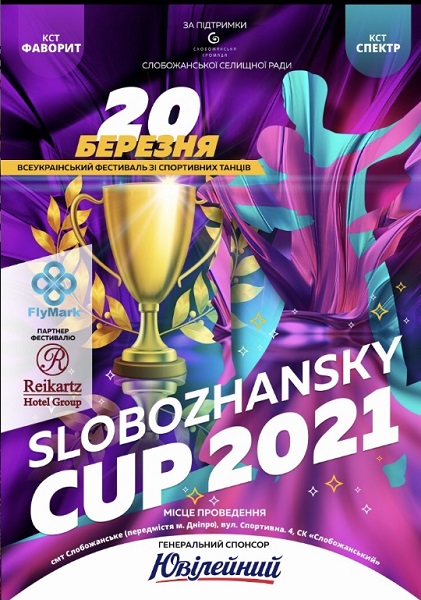 КСТ
ФАВОРИТ
ЗА ПІДТРИМКИ
СЛОБОЖАНСЬКА
ГРОМАДА
СЛОБОЖАНСЬКОЇ СЕЛИЩНОЇ РАДИ
КСТ
СПЕКТР
20
БЕРЕЗНЯ
ВСЕУКРАЇНСЬКИЙ ФЕСТИВАЛЬ ЗІ СПОРТИВНИХ ТАНЦІВ
FlyMark
ПАРТНЕР
ФЕСТИВАЛЮ
R
Reikartz
Hotel Group
SLOBOZHANSKY
CUP 2021
МІСЦЕ ПРОВЕДЕННЯ
смт Слобожанське (передмістя м. Дніпро), вул. Спортивна. 4, СК «Слобожанський»
ГЕНЕРАЛЬНИЙ СПОНСОР
Ювілейний